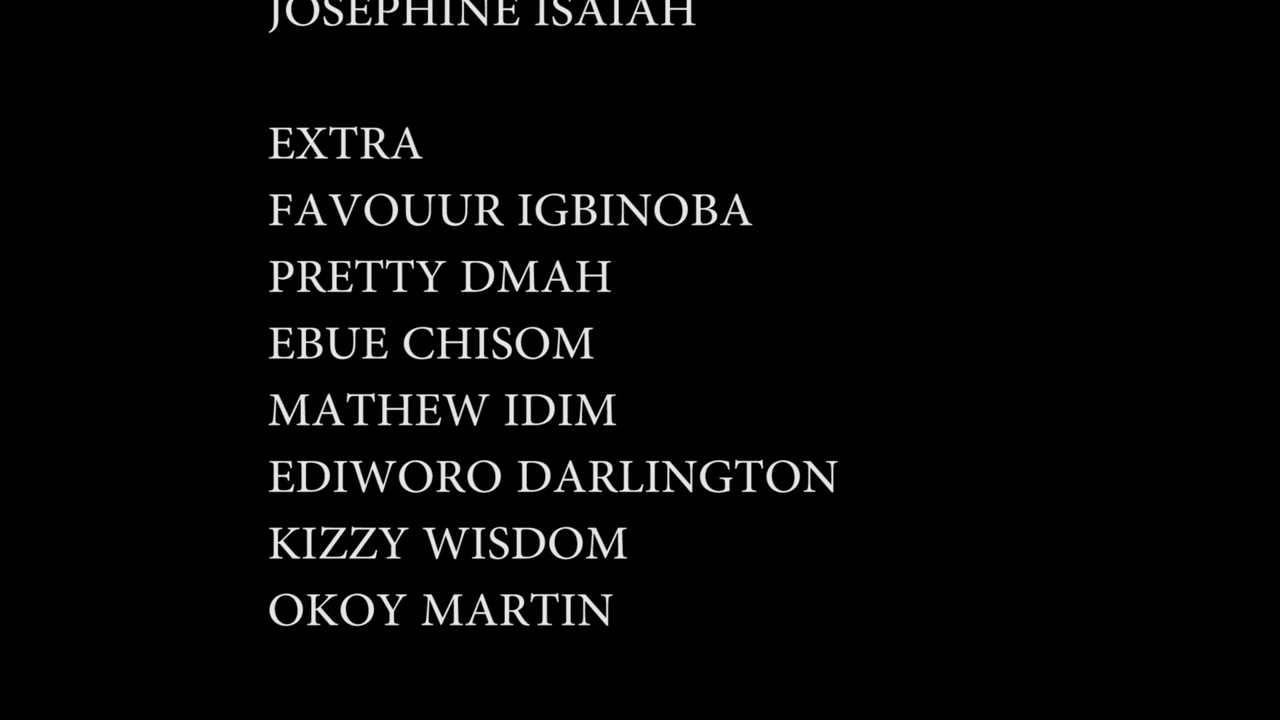 JOSEPHINE ISAIAH
EXTRA
FAVOUUR IGBINOBA
PRETTY DMAH
EBUE CHISOM
MATHEW IDIM
EDIWORO DARLINGTON
KIZZY WISDOM
OKOY MARTIN